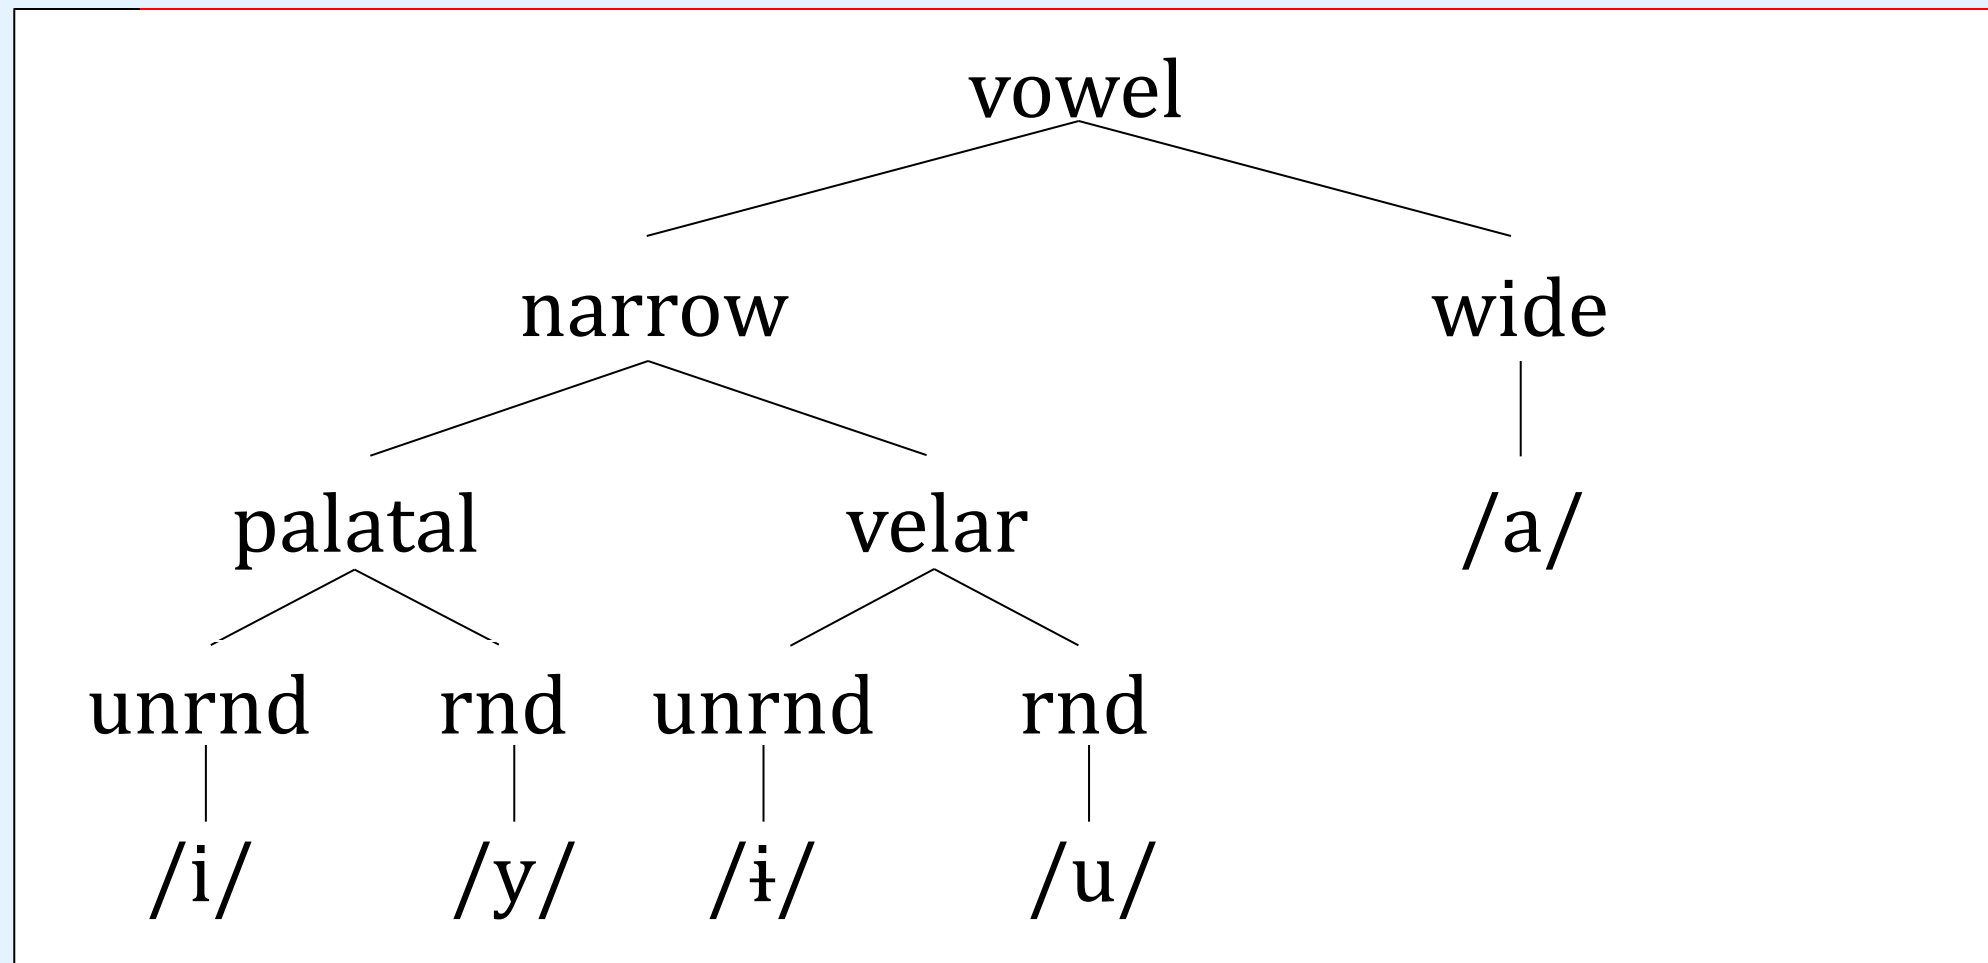 vowel
narrow wide
palatal velar /a/
unrnd rnd unrnd rnd
/i/ /y/ /ɨ/ /u/